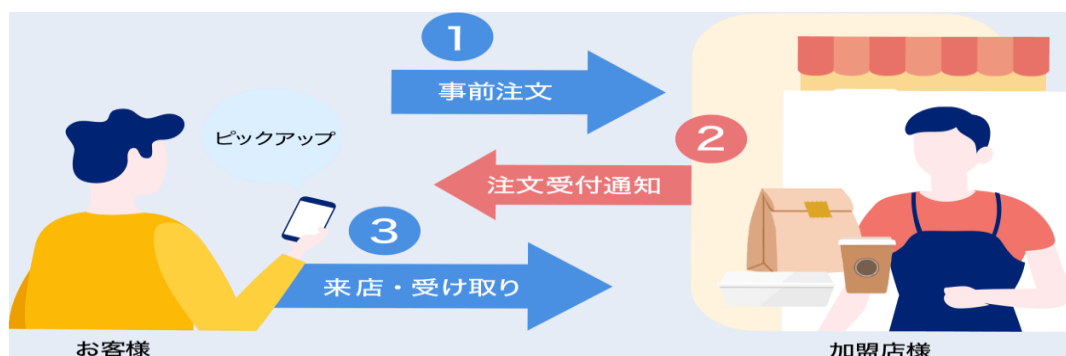 1
事前注文
ピックアップ
2
注文受付通知
3
来店・受け取り
お客様
加盟店様